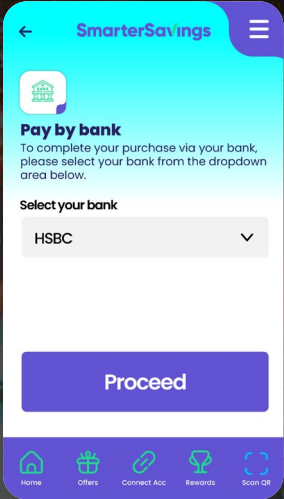 SmarterSavings
BANK
Pay by bank
To complete your purchase via your bank,
please select your bank from the dropdown
area below.
Select your bank
HSBC
Proceed
Home Offers Connect Acc Rewards Scan QR